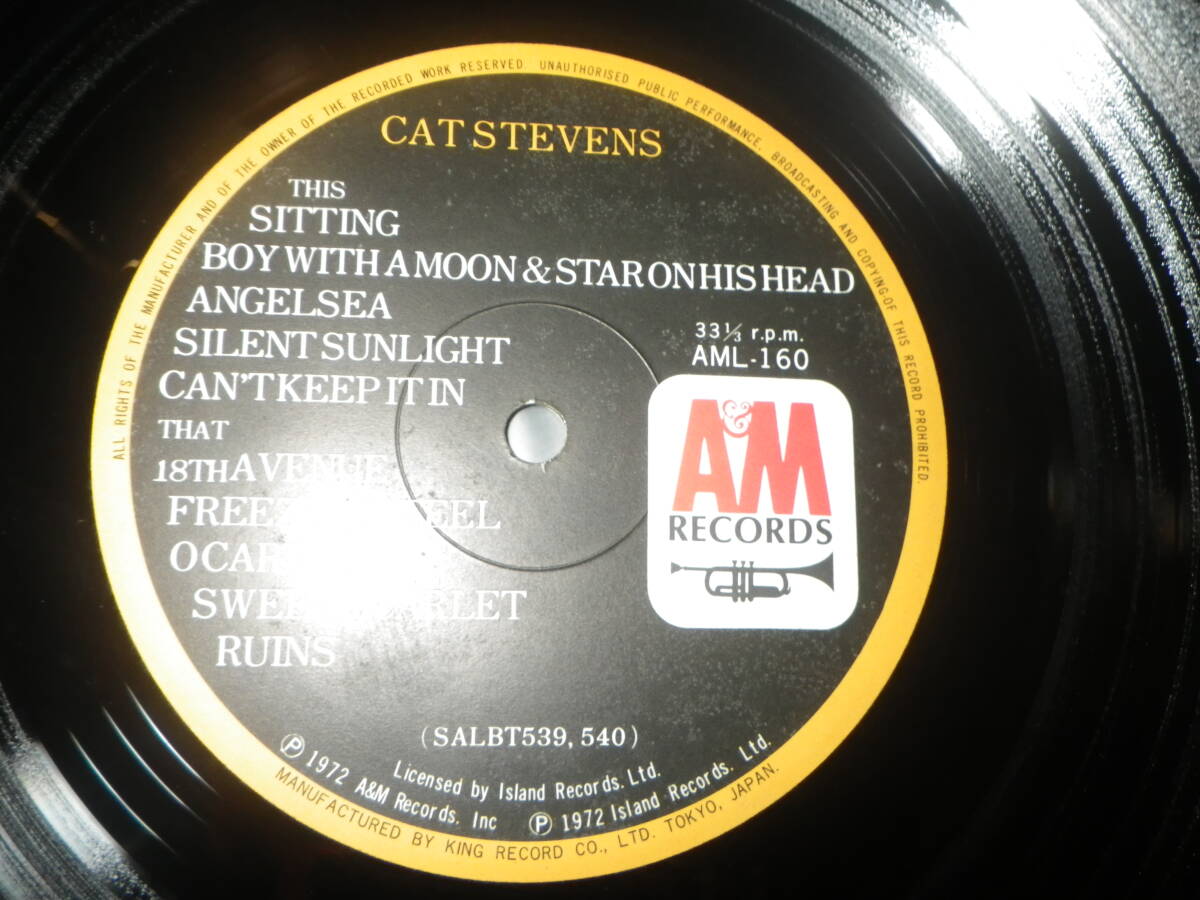 ALL RIGHTS OF THE MANUFACTURER AND OF THE OWNER OF THE RECORDED WORK RESERVED. UNAUTHORISED PUBLIC PERFORMANCE, BROADCASTING AND COPYING OF THIS RECORD PROHIBITED.
CAT STEVENS
THIS
SITTING
BOY WITH A MOON & STAR ON HIS HEAD
ANGELSEA
SILENT SUNLIGHT
CAN'T KEEP IT IN
THAT
18TH AVENUE
RUINS
33⅓ r.p.m.
AML-160
A&M
RECORDS
(SALBT539, 540)
Licensed by Island Records. Ltd.
Ⓟ 1972 A&M Records. Inc Ⓟ 1972 Island Records. Ltd.
MANUFACTURED BY KING RECORD CO., LTD. TOKYO, JAPAN.